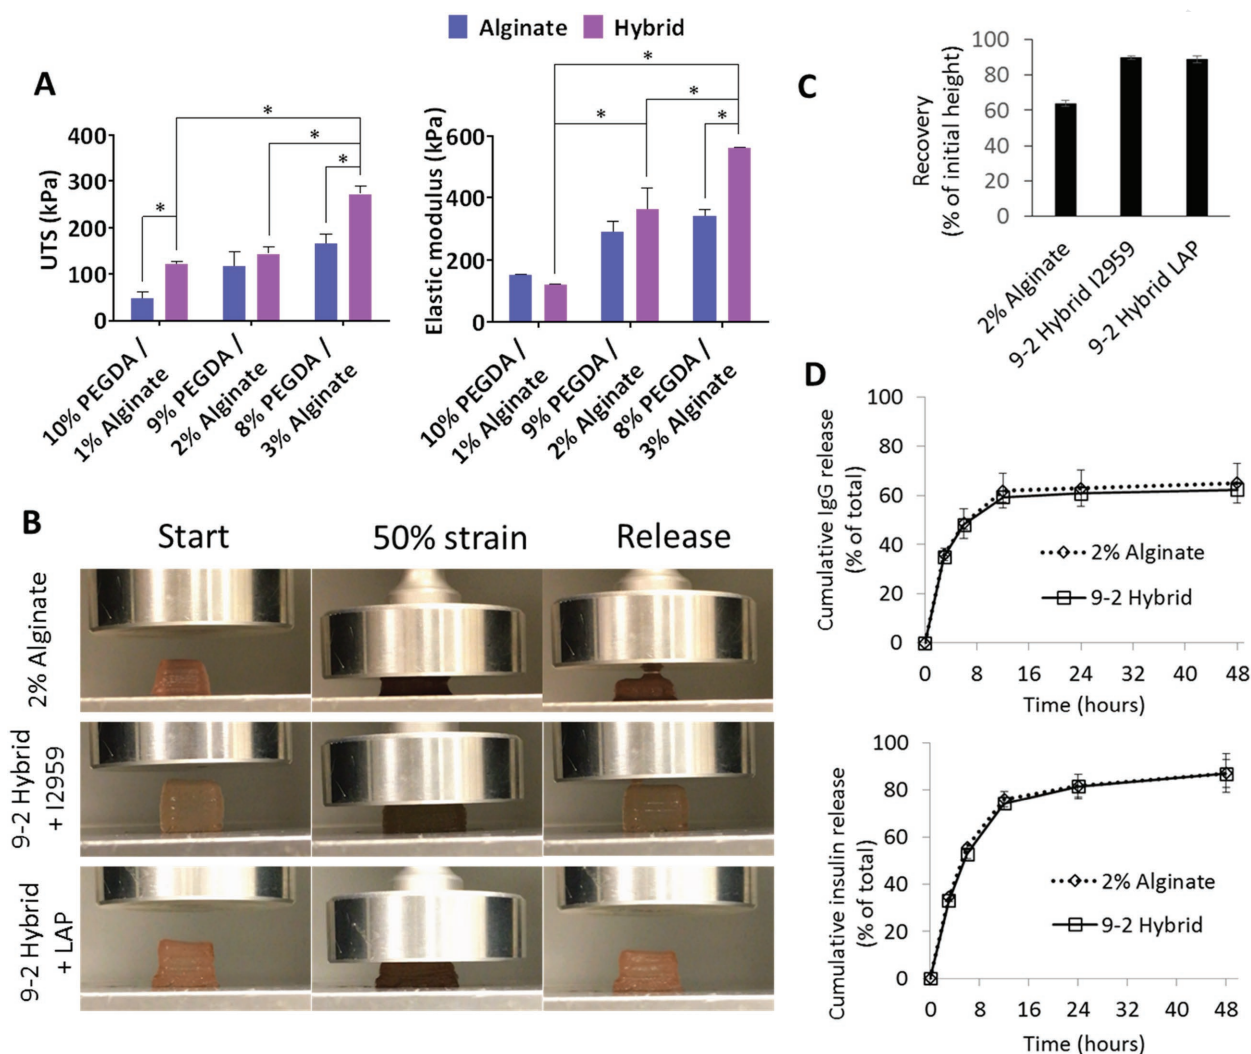 Alginate Hybrid
A
UTS (kPa)
400
300
200
100
0
*
*
*
*
10% PEGDA /
1% Alginate
9% PEGDA /
2% Alginate
8% PEGDA /
3% Alginate
Elastic modulus (kPa)
600
400
200
0
*
*
*
*
10% PEGDA /
1% Alginate
9% PEGDA /
2% Alginate
8% PEGDA /
3% Alginate
B
Start 50% strain Release
2% Alginate
9-2 Hybrid
+ I2959
9-2 Hybrid
+ LAP
C
Recovery
(% of initial height)
100
80
60
40
20
0
2% Alginate
9-2 Hybrid I2959
9-2 Hybrid LAP
D
Cumulative IgG release
(% of total)
100
80
60
40
20
0
2% Alginate
9-2 Hybrid
0 8 16 24 32 40 48
Time (hours)
Cumulative insulin release
(% of total)
100
80
60
40
20
0
2% Alginate
9-2 Hybrid
0 8 16 24 32 40 48
Time (hours)